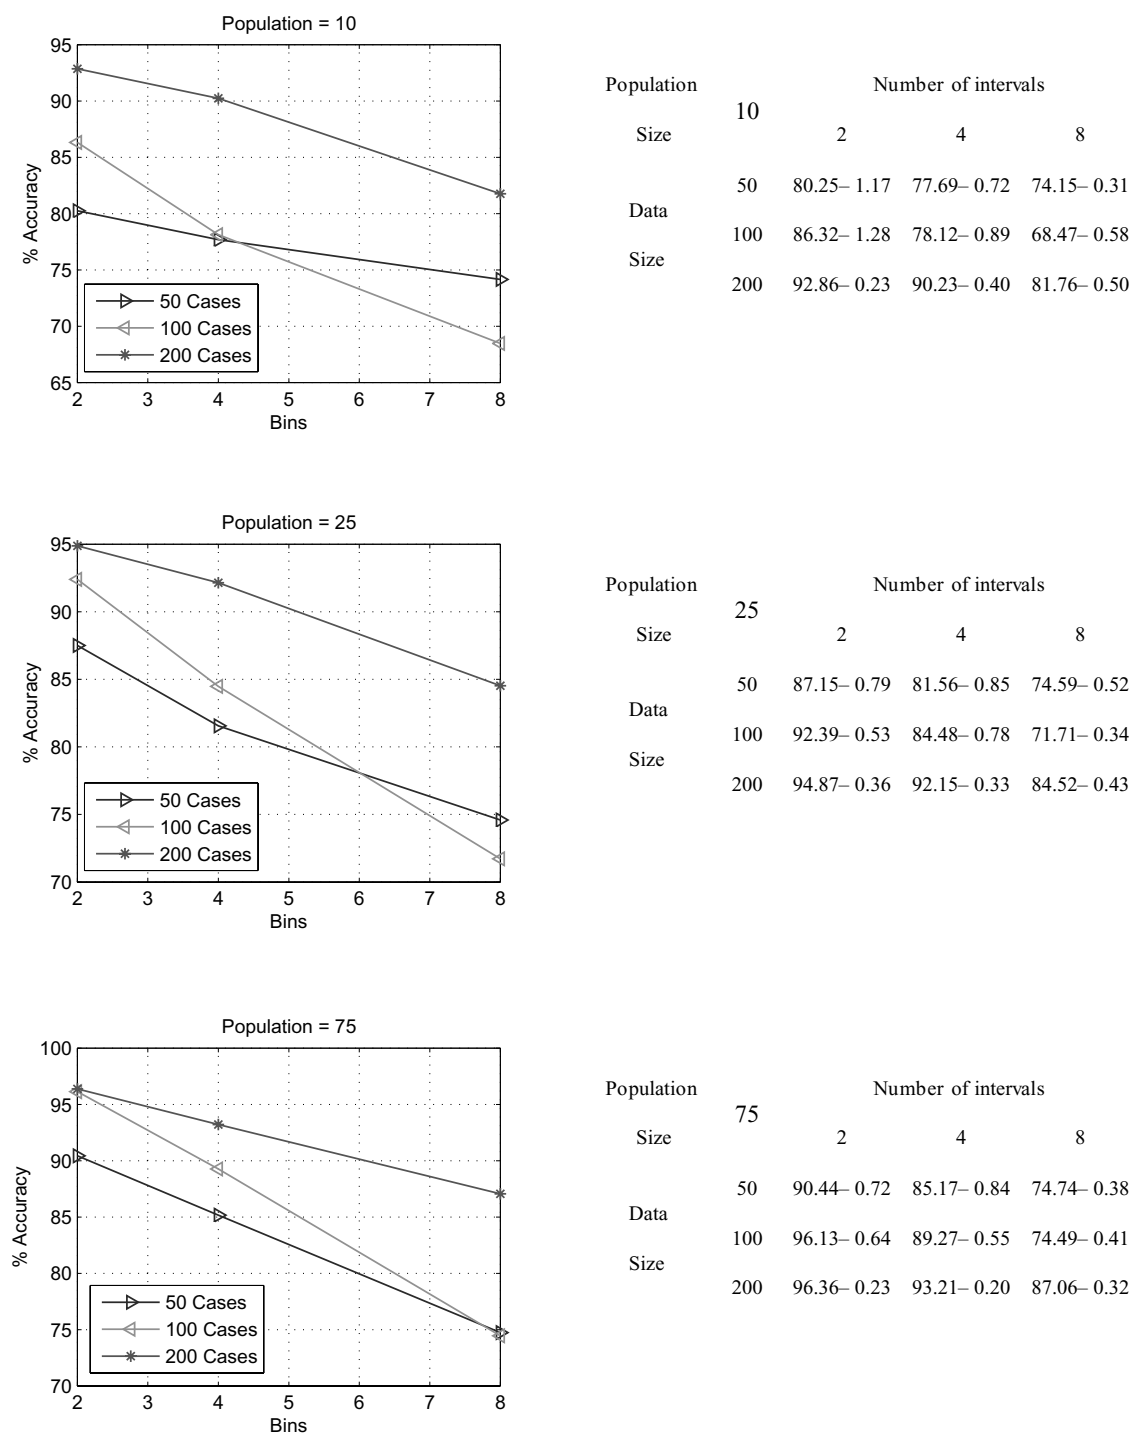 Population = 10
95
90
85
80
75
70
65
% Accuracy
50 Cases
100 Cases
200 Cases
2 3 4 5 6 7 8
Bins
Population Number of intervals
10
Size 2 4 8
50 80.25– 1.17 77.69– 0.72 74.15– 0.31
Data
100 86.32– 1.28 78.12– 0.89 68.47– 0.58
Size
200 92.86– 0.23 90.23– 0.40 81.76– 0.50
Population = 25
95
90
85
80
75
70
% Accuracy
50 Cases
100 Cases
200 Cases
2 3 4 5 6 7 8
Bins
Population Number of intervals
25
Size 2 4 8
50 87.15– 0.79 81.56– 0.85 74.59– 0.52
Data
100 92.39– 0.53 84.48– 0.78 71.71– 0.34
Size
200 94.87– 0.36 92.15– 0.33 84.52– 0.43
Population = 75
100
95
90
85
80
75
70
% Accuracy
50 Cases
100 Cases
200 Cases
2 3 4 5 6 7 8
Bins
Population Number of intervals
75
Size 2 4 8
50 90.44– 0.72 85.17– 0.84 74.74– 0.38
Data
100 96.13– 0.64 89.27– 0.55 74.49– 0.41
Size
200 96.36– 0.23 93.21– 0.20 87.06– 0.32